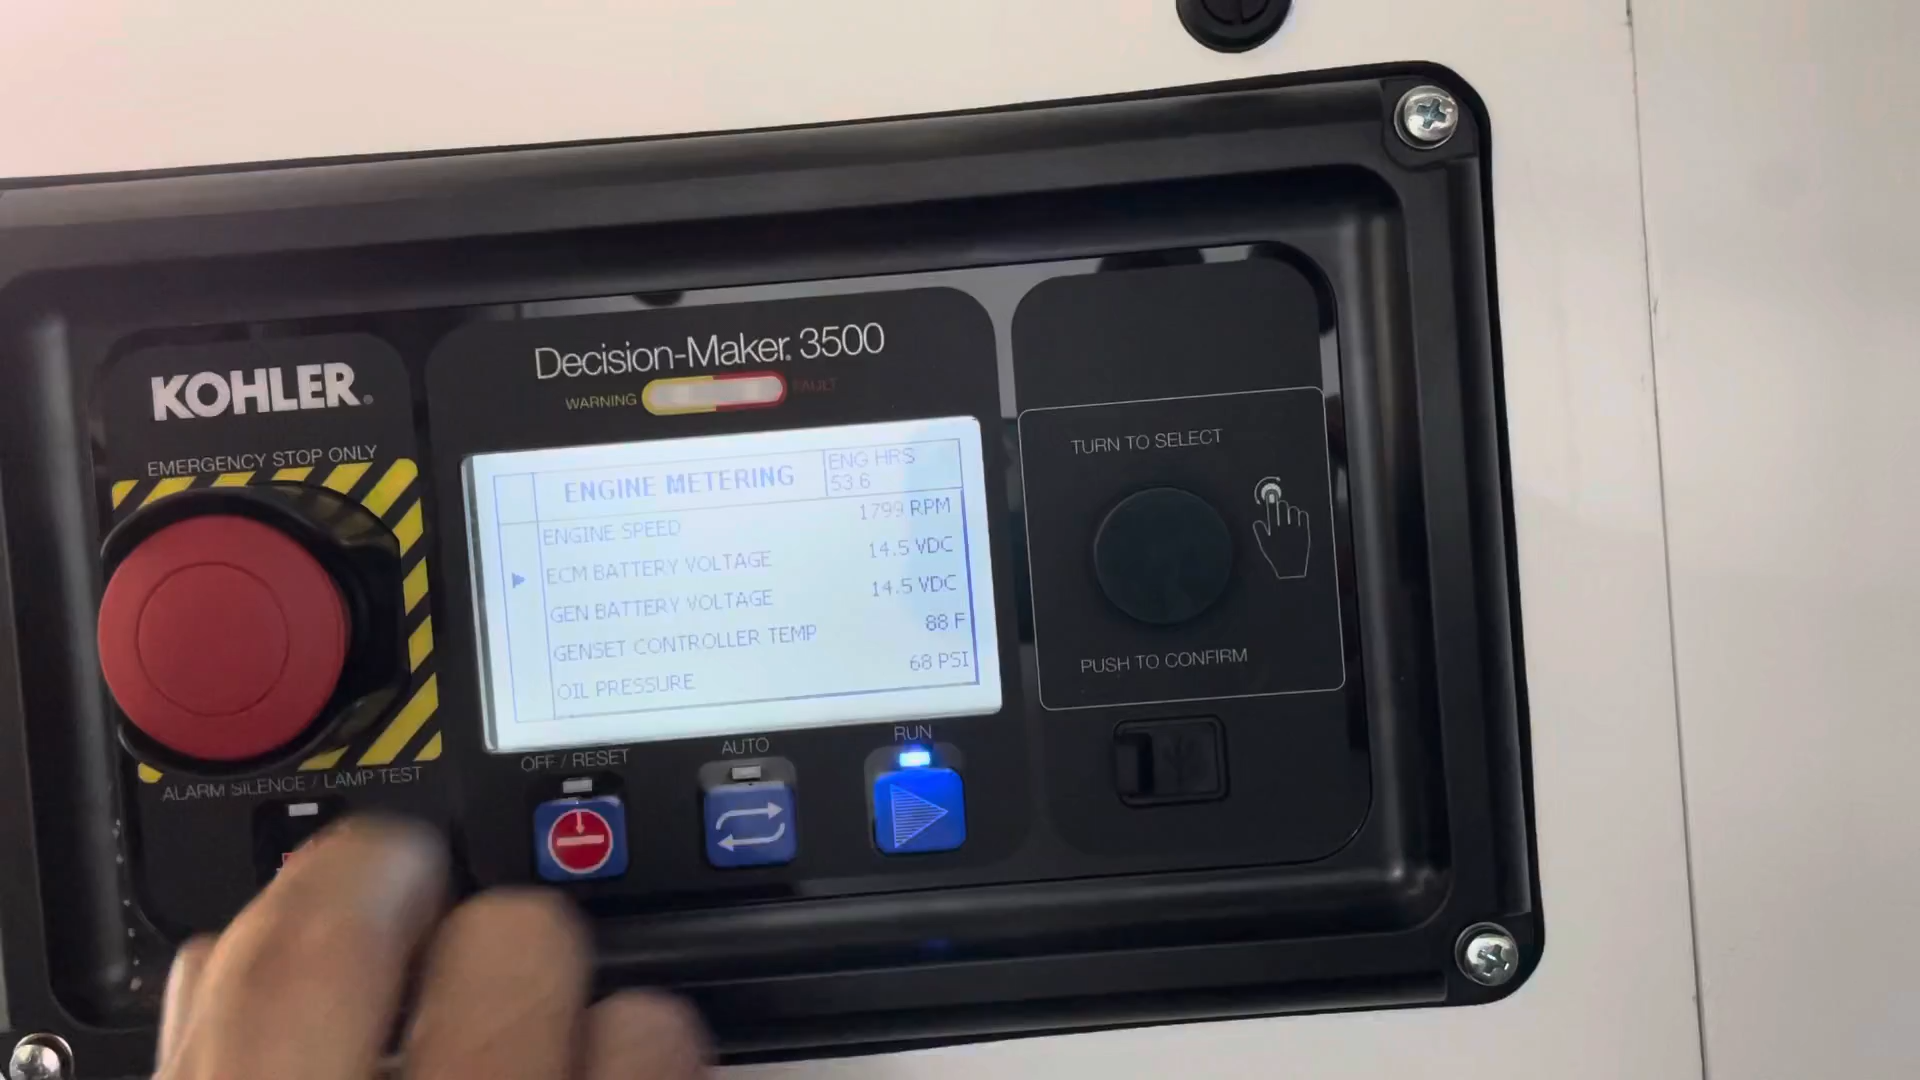 KOHLER®
EMERGENCY STOP ONLY
ALARM SILENCE / LAMP TEST
Decision-Maker® 3500
WARNING FAULT
ENGINE METERING ENG HRS
53.6
ENGINE SPEED 1799 RPM
ECM BATTERY VOLTAGE 14.5 VDC
GEN BATTERY VOLTAGE 14.5 VDC
GENSET CONTROLLER TEMP 88 F
OIL PRESSURE 68 PSI
OFF / RESET AUTO RUN
TURN TO SELECT
PUSH TO CONFIRM